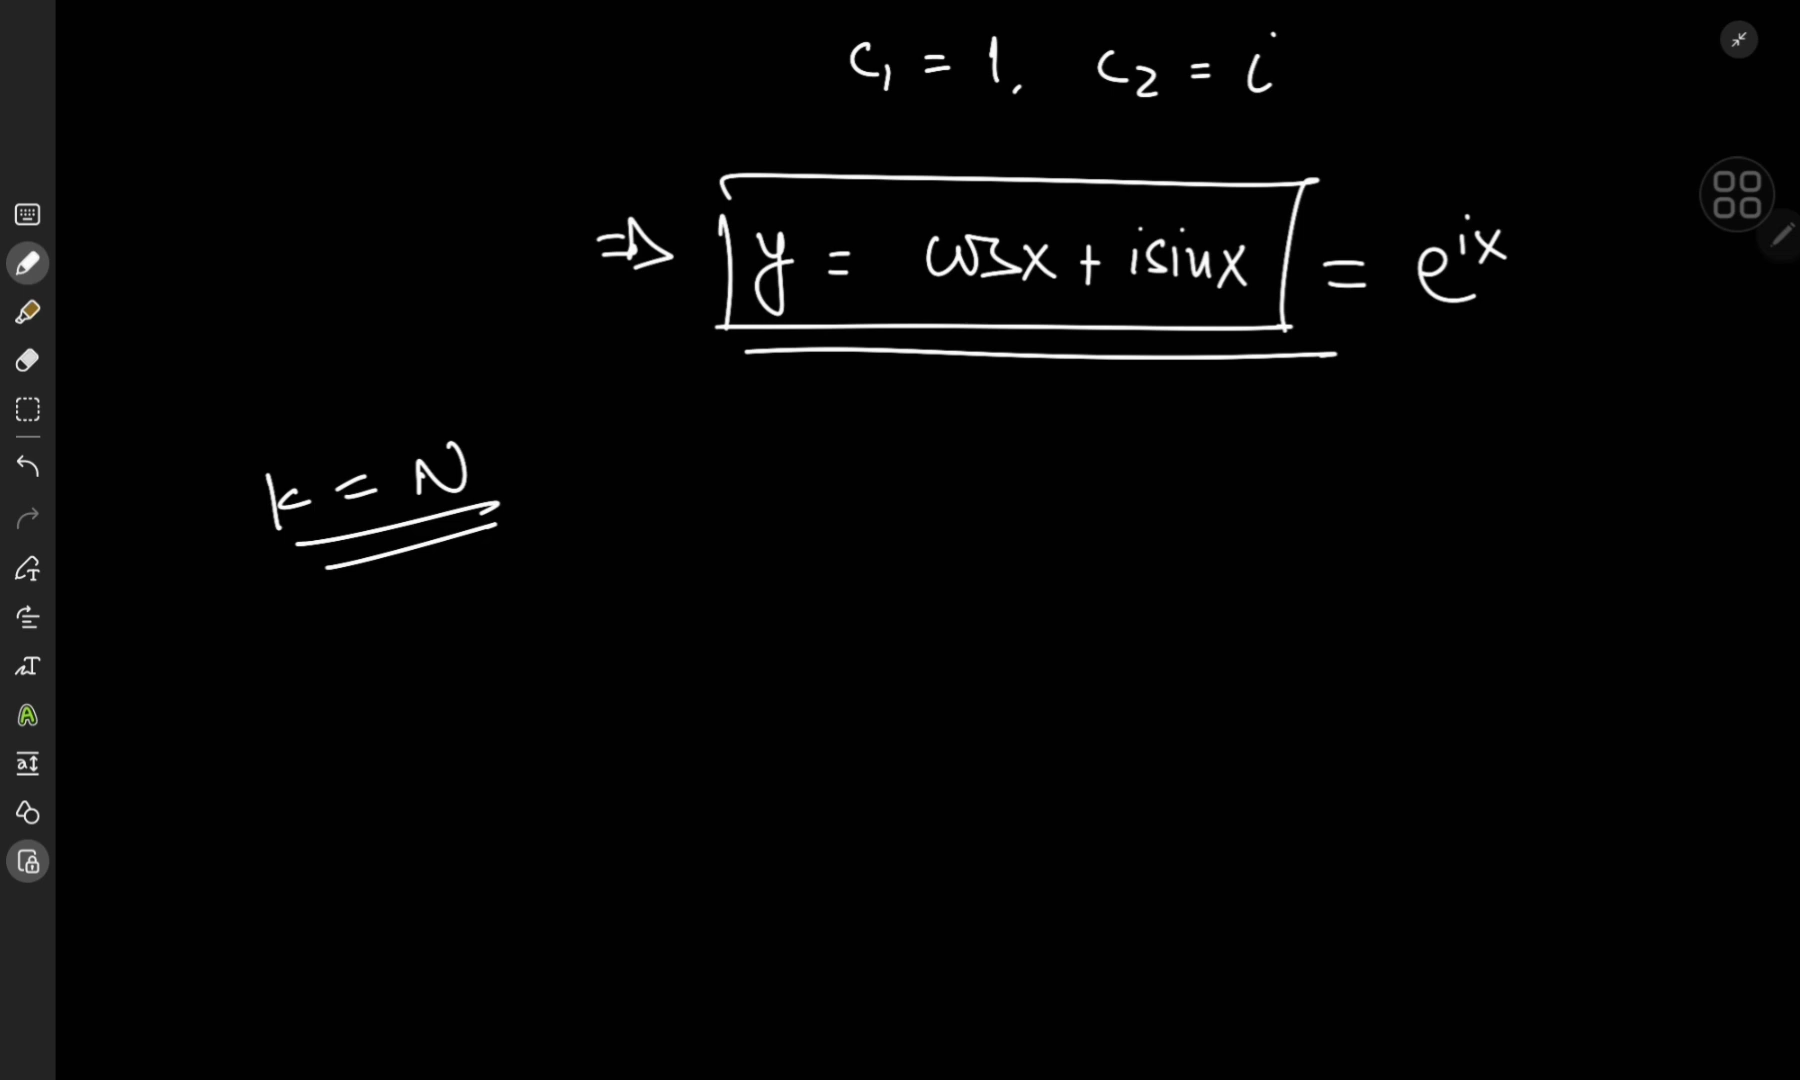 C₁ = 1, C₂ = i
⇒ y = cosx + isinx = e^{ix}
k = N